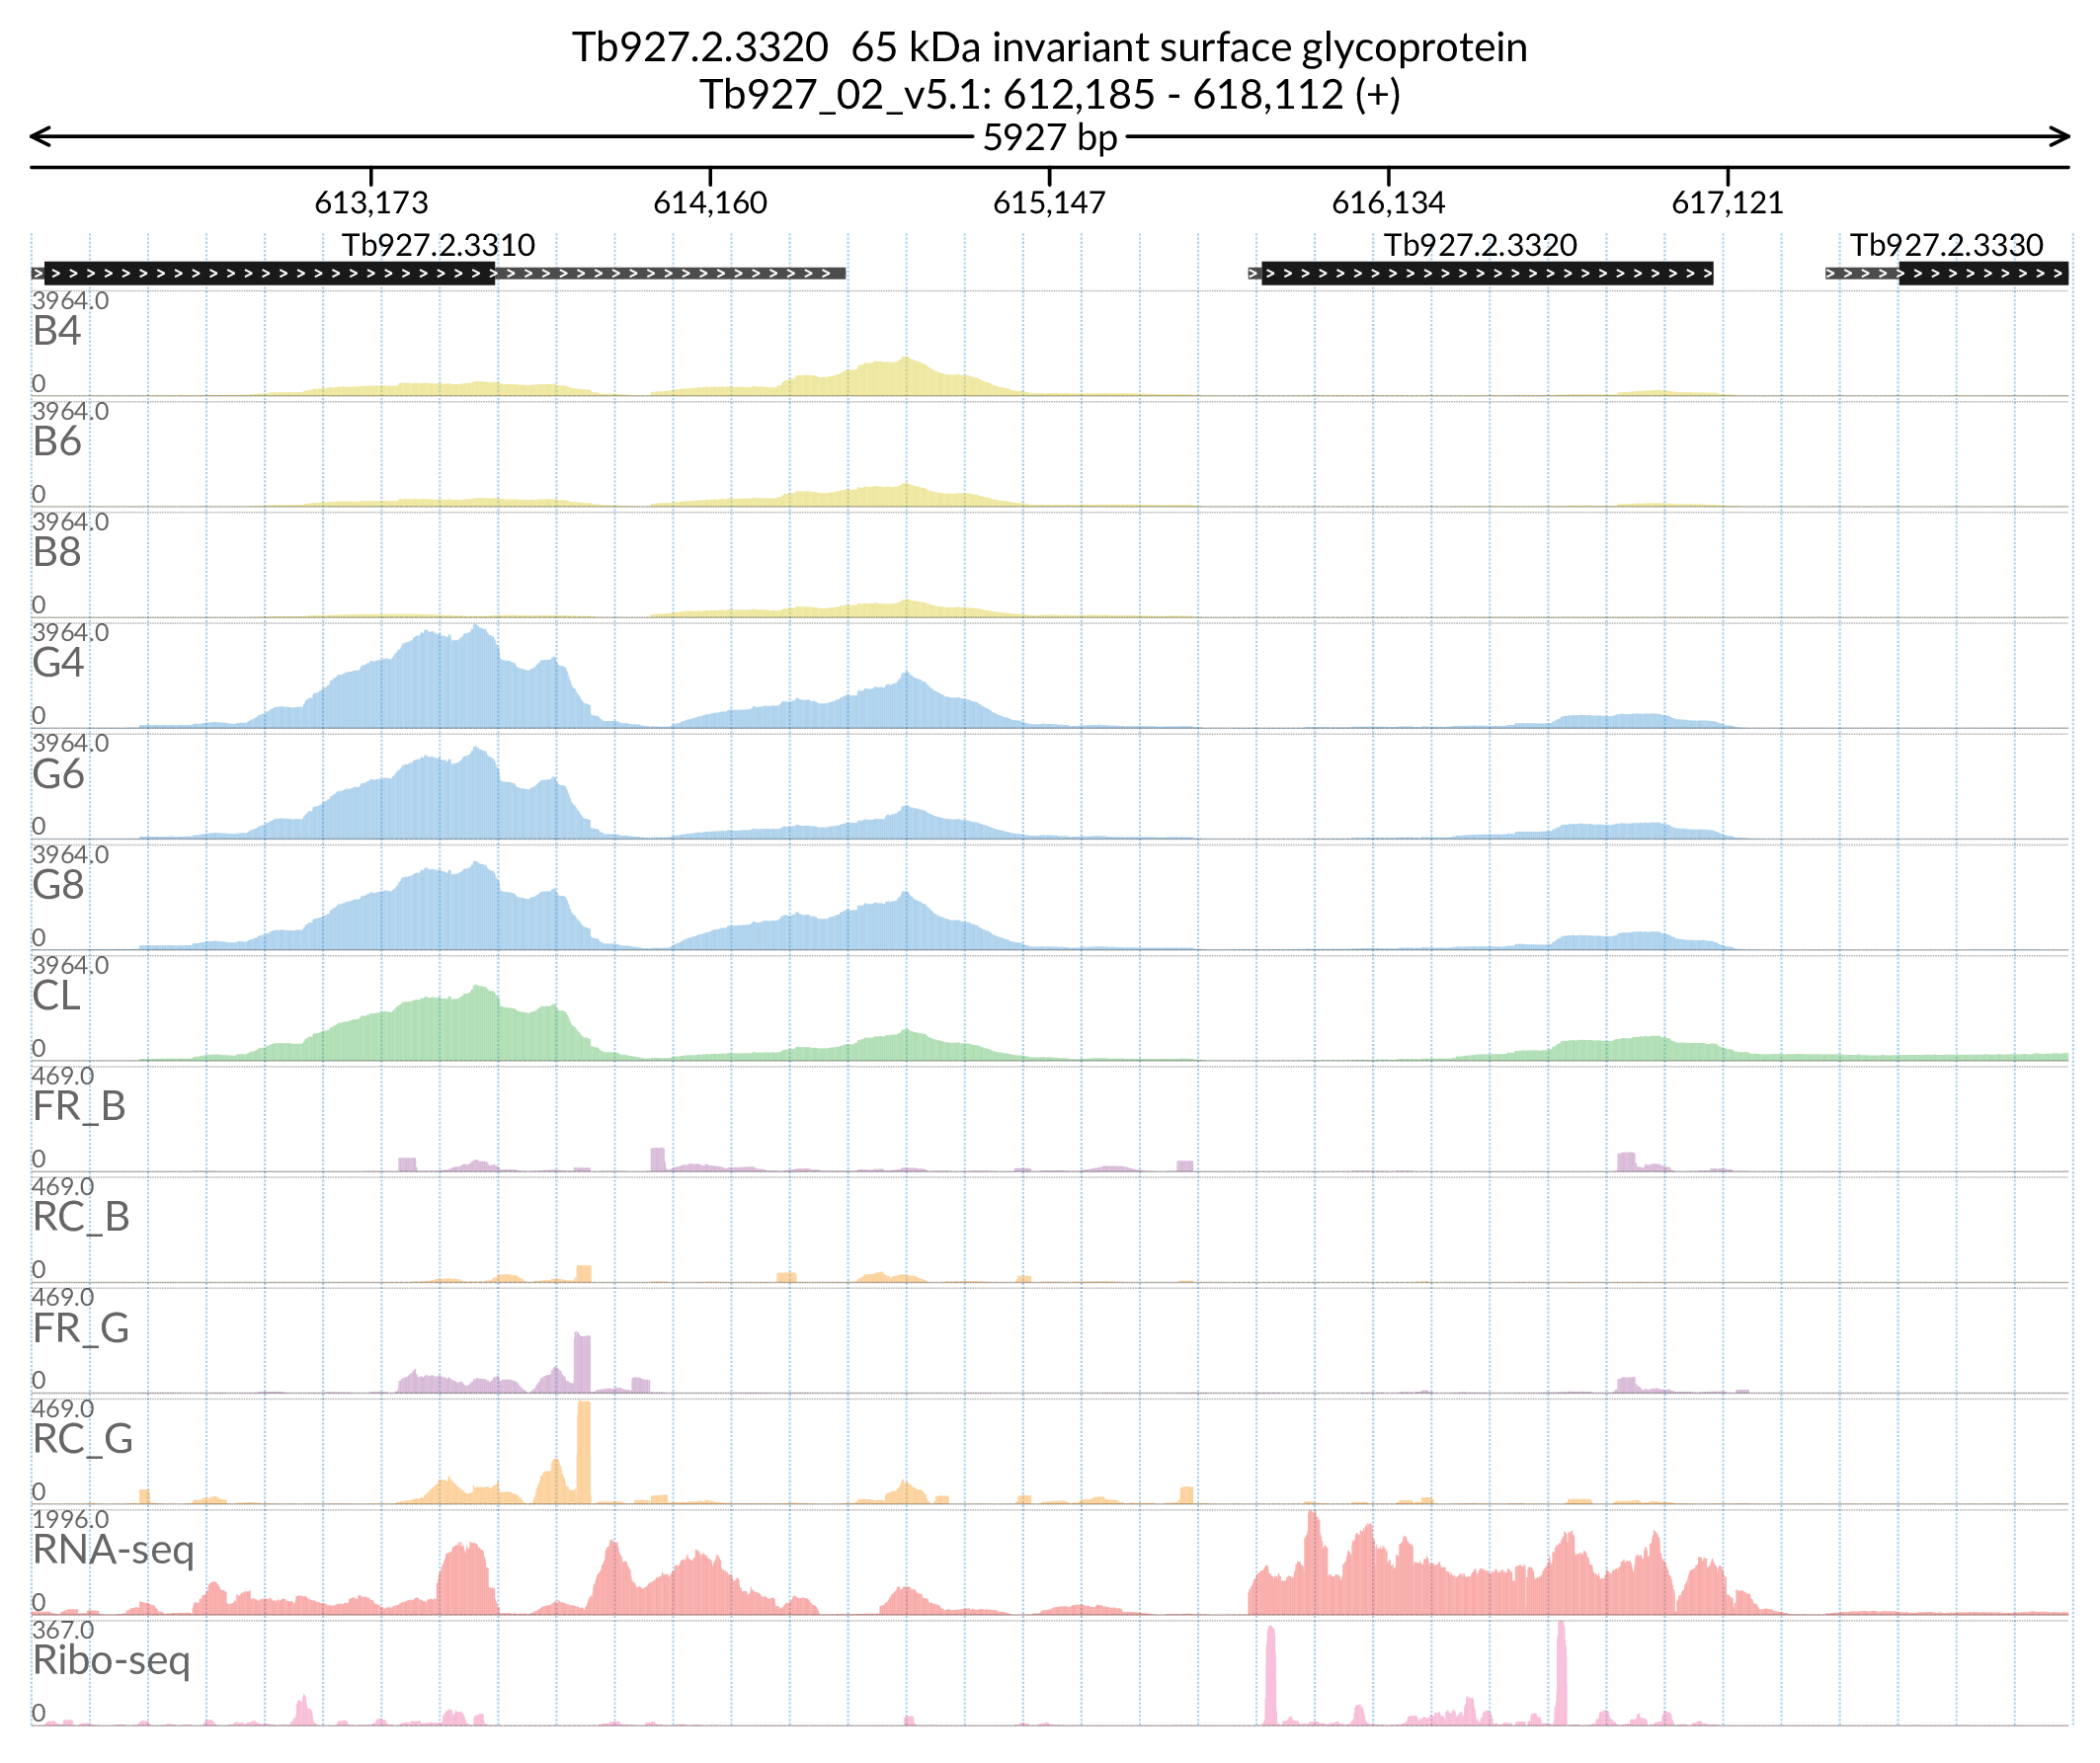 Tb927.2.3320  65 kDa invariant surface glycoprotein
Tb927_02_v5.1: 612,185 - 618,112 (+)
5927 bp
613,173 614,160 615,147 616,134 617,121
Tb927.2.3310 Tb927.2.3320 Tb927.2.3330
3964.0
B4
0
3964.0
B6
0
3964.0
B8
0
3964.0
G4
0
3964.0
G6
0
3964.0
G8
0
3964.0
CL
0
469.0
FR_B
0
469.0
RC_B
0
469.0
FR_G
0
469.0
RC_G
0
1996.0
RNA-seq
0
367.0
Ribo-seq
0